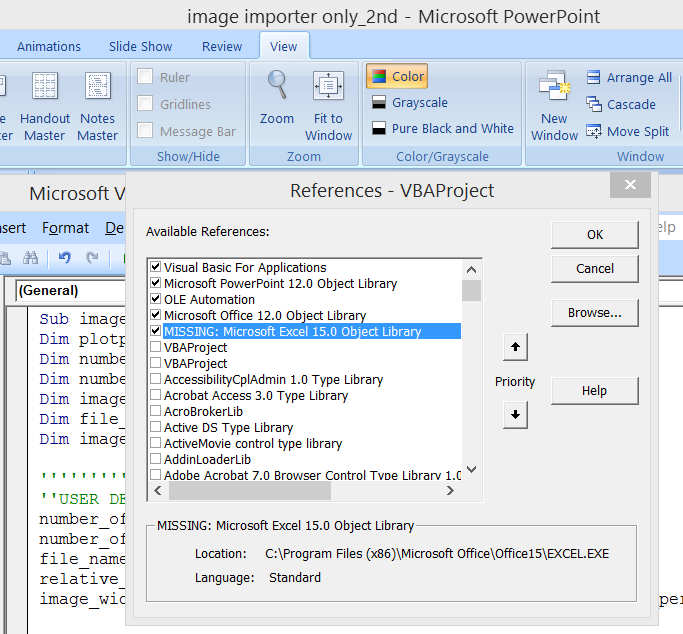 image importer only_2nd - Microsoft PowerPoint
Animations Slide Show Review View
Ruler
Gridlines
Message Bar
Show/Hide
Handout Master
Notes Master
Zoom
Fit to Window
Zoom
Color
Grayscale
Pure Black and White
Color/Grayscale
New Window
Arrange All
Cascade
Move Split
Window
Microsoft V
References - VBAProject
Format De
(General)
Sub image
Dim plotp
Dim numbe
Dim numbe
Dim image
Dim file_
Dim image
''''''''''
''USER DE
number_of
number_of
file_name
relative_
image_wid
Available References:
Visual Basic For Applications
Microsoft PowerPoint 12.0 Object Library
OLE Automation
Microsoft Office 12.0 Object Library
MISSING: Microsoft Excel 15.0 Object Library
VBAProject
VBAProject
AccessibilityCplAdmin 1.0 Type Library
Acrobat Access 3.0 Type Library
AcroBrokerLib
Active DS Type Library
ActiveMovie control type library
AddinLoaderLib
Adobe Acrobat 7.0 Browser Control Type Library 1.0
OK
Cancel
Browse...
Priority
Help
MISSING: Microsoft Excel 15.0 Object Library
Location: C:\Program Files (x86)\Microsoft Office\Office15\EXCEL.EXE
Language: Standard